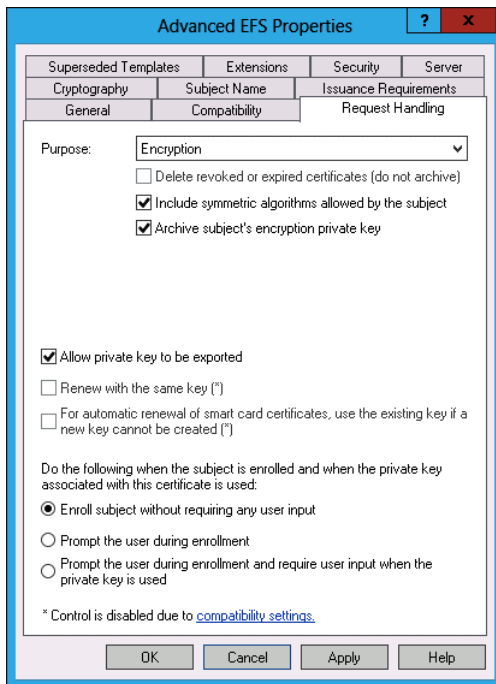 Advanced EFS Properties
?
x
Superseded Templates Extensions Security Server
Cryptography Subject Name Issuance Requirements
General Compatibility Request Handling
Purpose: Encryption
Delete revoked or expired certificates (do not archive)
Include symmetric algorithms allowed by the subject
Archive subject's encryption private key
Allow private key to be exported
Renew with the same key (*)
For automatic renewal of smart card certificates, use the existing key if a
new key cannot be created (*)
Do the following when the subject is enrolled and when the private key
associated with this certificate is used:
Enroll subject without requiring any user input
Prompt the user during enrollment
Prompt the user during enrollment and require user input when the
private key is used
* Control is disabled due to compatibility settings.
OK Cancel Apply Help